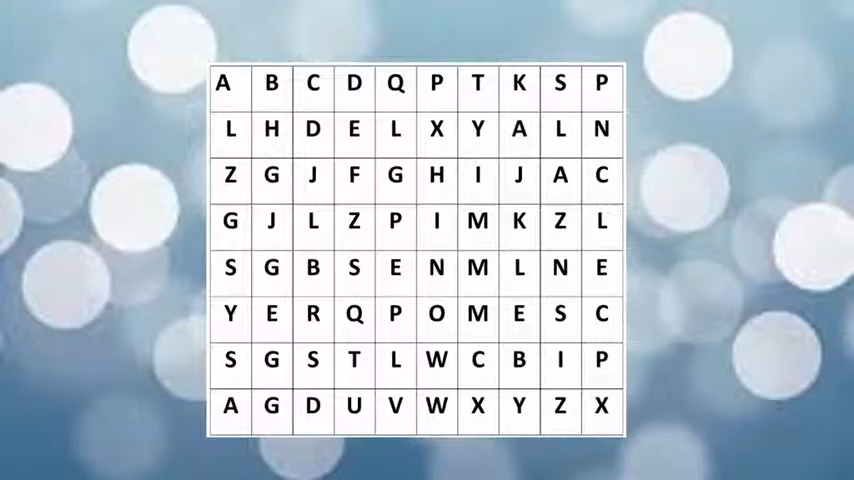 A B C D Q P T K S P
L H D E L X Y A L N
Z G J F G H I J A C
G J L Z P I M K Z L
S G B S E N M L N E
Y E R Q P O M E S C
S G S T L W C B I P
A G D U V W X Y Z X